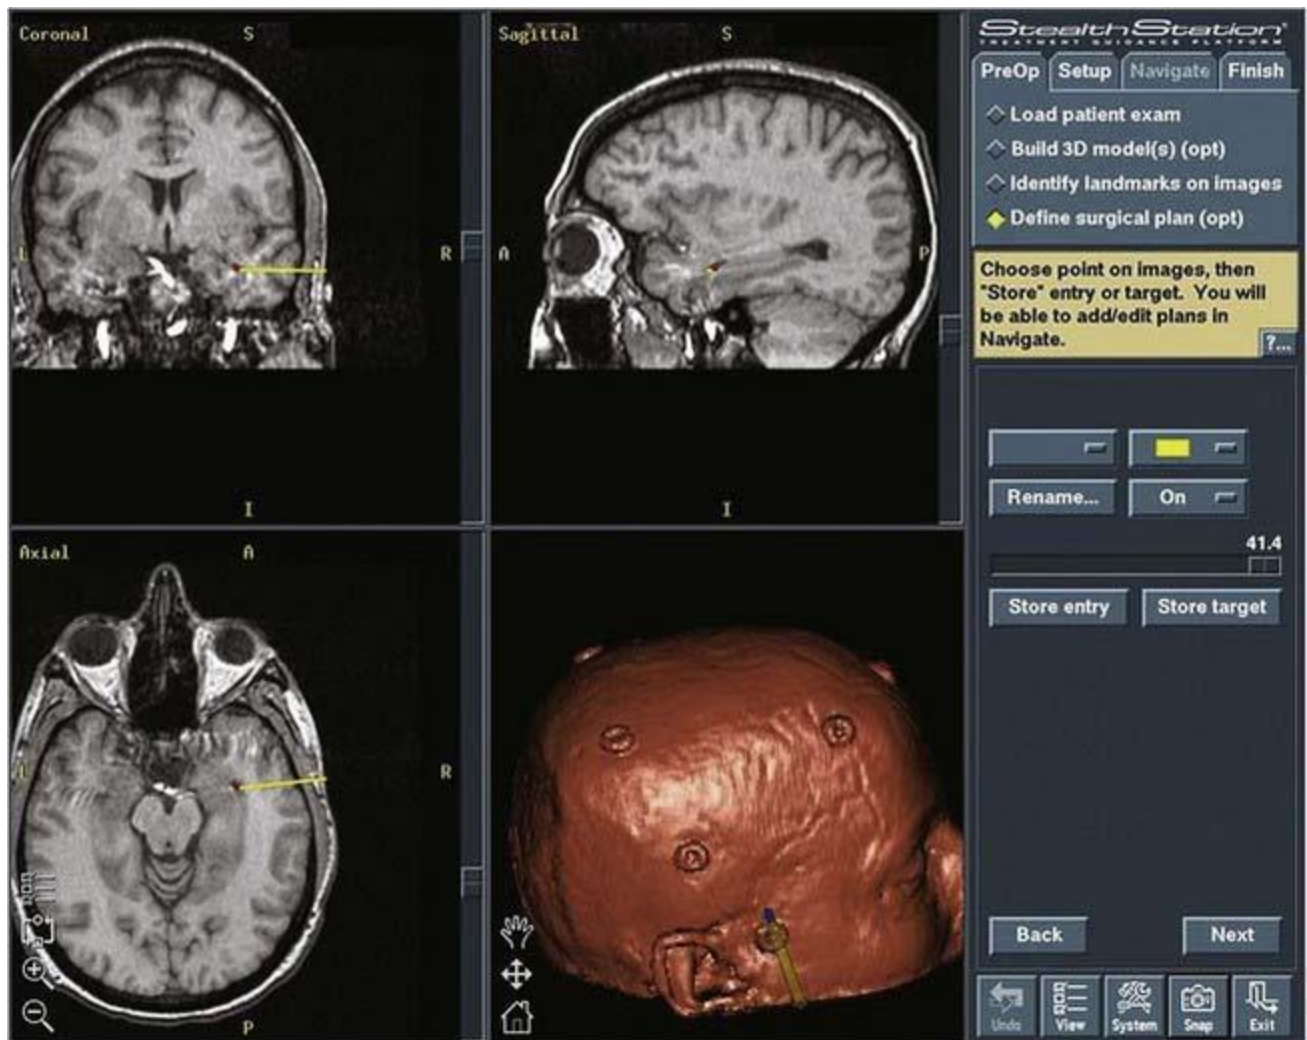 Coronal
S
L
R
I
Sagittal
S
A
P
I
Axial
A
L
R
P
StealthStation
TREATMENT GUIDANCE PLATFORM
PreOp Setup Navigate Finish
Load patient exam
Build 3D model(s) (opt)
Identify landmarks on images
Define surgical plan (opt)
Choose point on images, then
"Store" entry or target. You will
be able to add/edit plans in
Navigate.
?...
Rename... On
41.4
Store entry Store target
Back Next
Undo View System Snap Exit